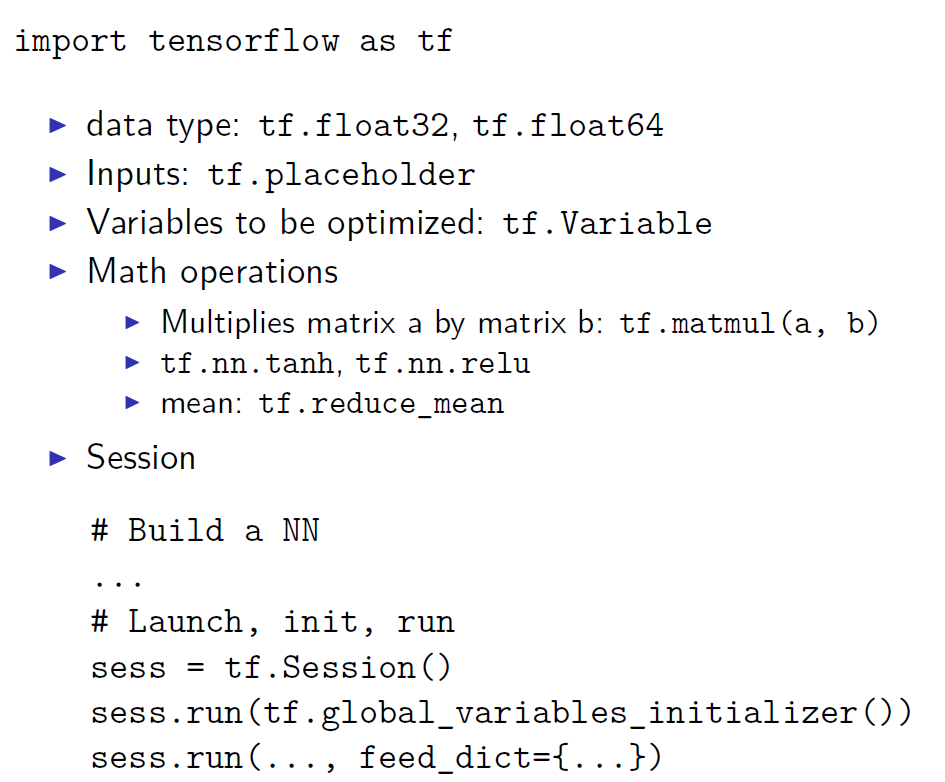 import tensorflow as tf
▶ data type: tf.float32, tf.float64
▶ Inputs: tf.placeholder
▶ Variables to be optimized: tf.Variable
▶ Math operations
▶ Multiplies matrix a by matrix b: tf.matmul(a, b)
▶ tf.nn.tanh, tf.nn.relu
▶ mean: tf.reduce_mean
▶ Session
# Build a NN
...
# Launch, init, run
sess = tf.Session()
sess.run(tf.global_variables_initializer())
sess.run(..., feed_dict={...})